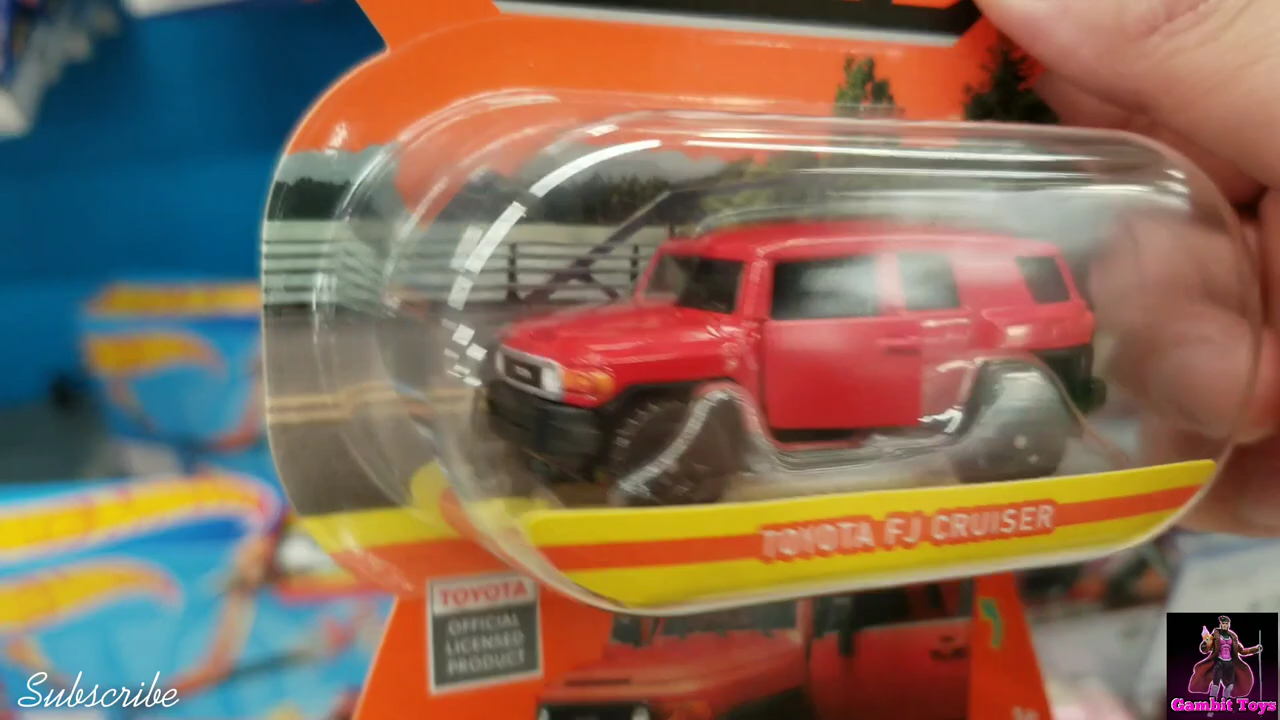 TOYOTA FJ CRUISER
TOYOTA
OFFICIAL
LICENSED
PRODUCT
Subscribe
Gambit Toys